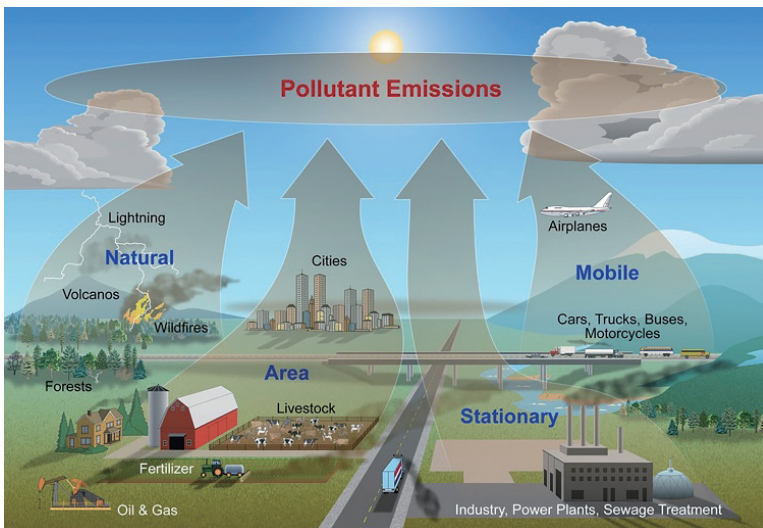 Pollutant Emissions
Lightning
Natural
Volcanos
Wildfires
Forests
Cities
Area
Livestock
Fertilizer
Oil & Gas
Airplanes
Mobile
Cars, Trucks, Buses,
Motorcycles
Stationary
Industry, Power Plants, Sewage Treatment